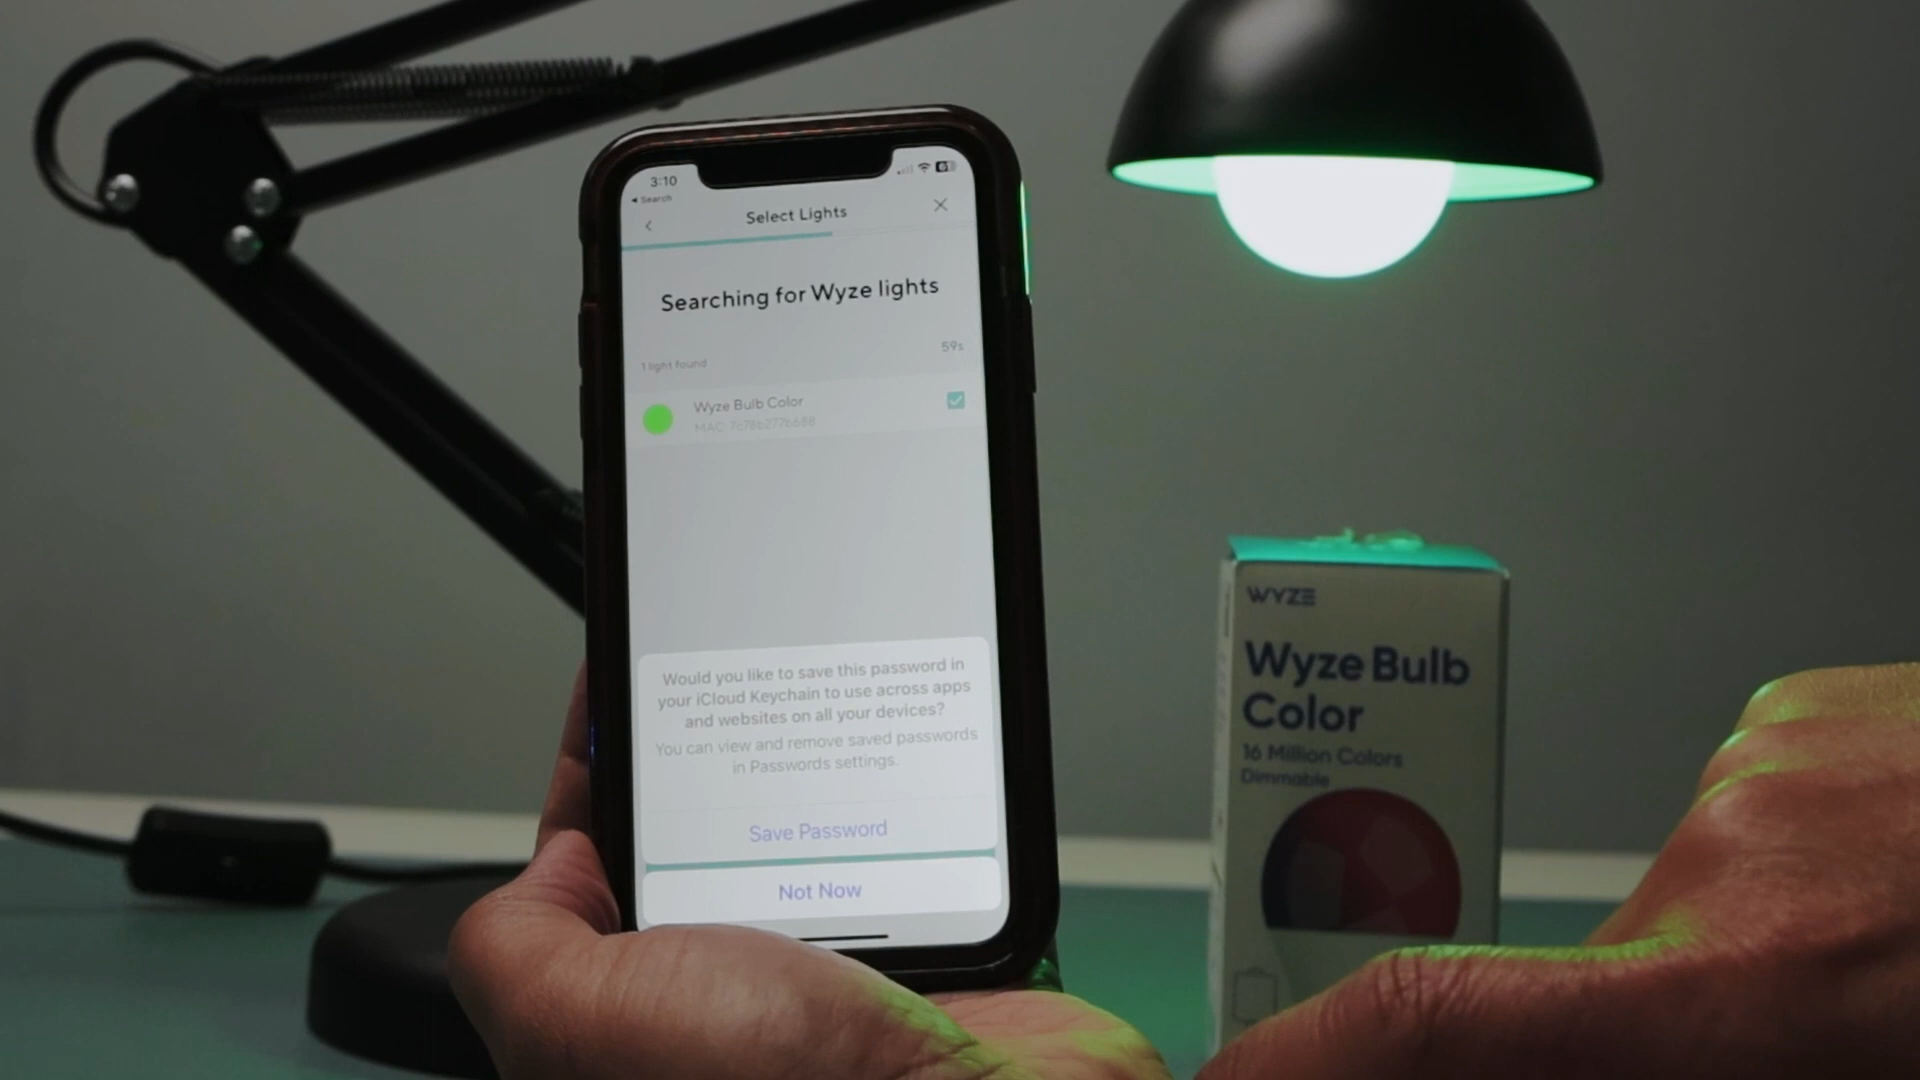 3:10
Search
Select Lights
Searching for Wyze lights
59s
1 light found
Wyze Bulb Color
MAC 7c78b277b688
Would you like to save this password in
your iCloud Keychain to use across apps
and websites on all your devices?
You can view and remove saved passwords
in Passwords settings.
Save Password
Not Now
WYZE
Wyze Bulb
Color
16 Million Colors
Dimmable